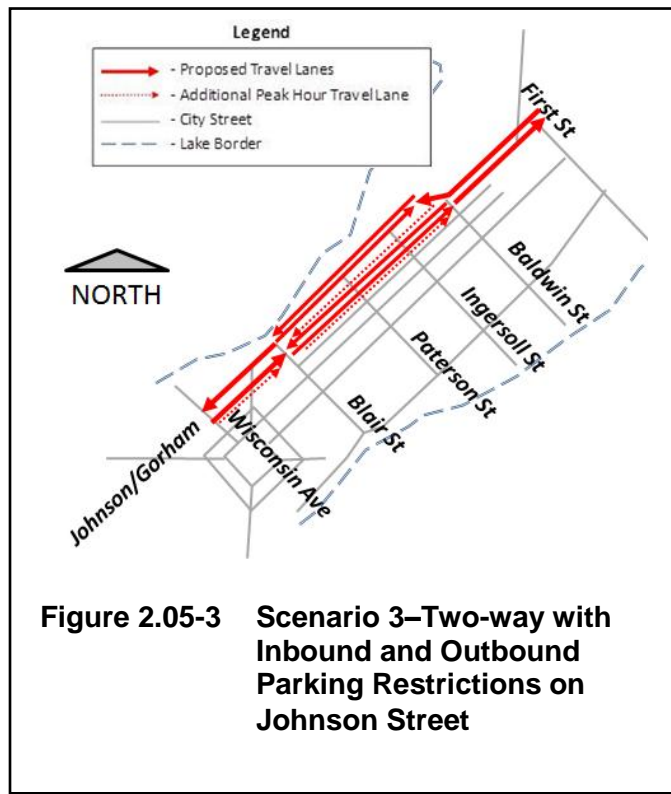 Legend
- Proposed Travel Lanes
- Additional Peak Hour Travel Lane
- City Street
- Lake Border
First St
NORTH
Baldwin St
Ingersoll St
Paterson St
Blair St
Wisconsin Ave
Johnson/Gorham
Figure 2.05-3 Scenario 3–Two-way with
Inbound and Outbound
Parking Restrictions on
Johnson Street